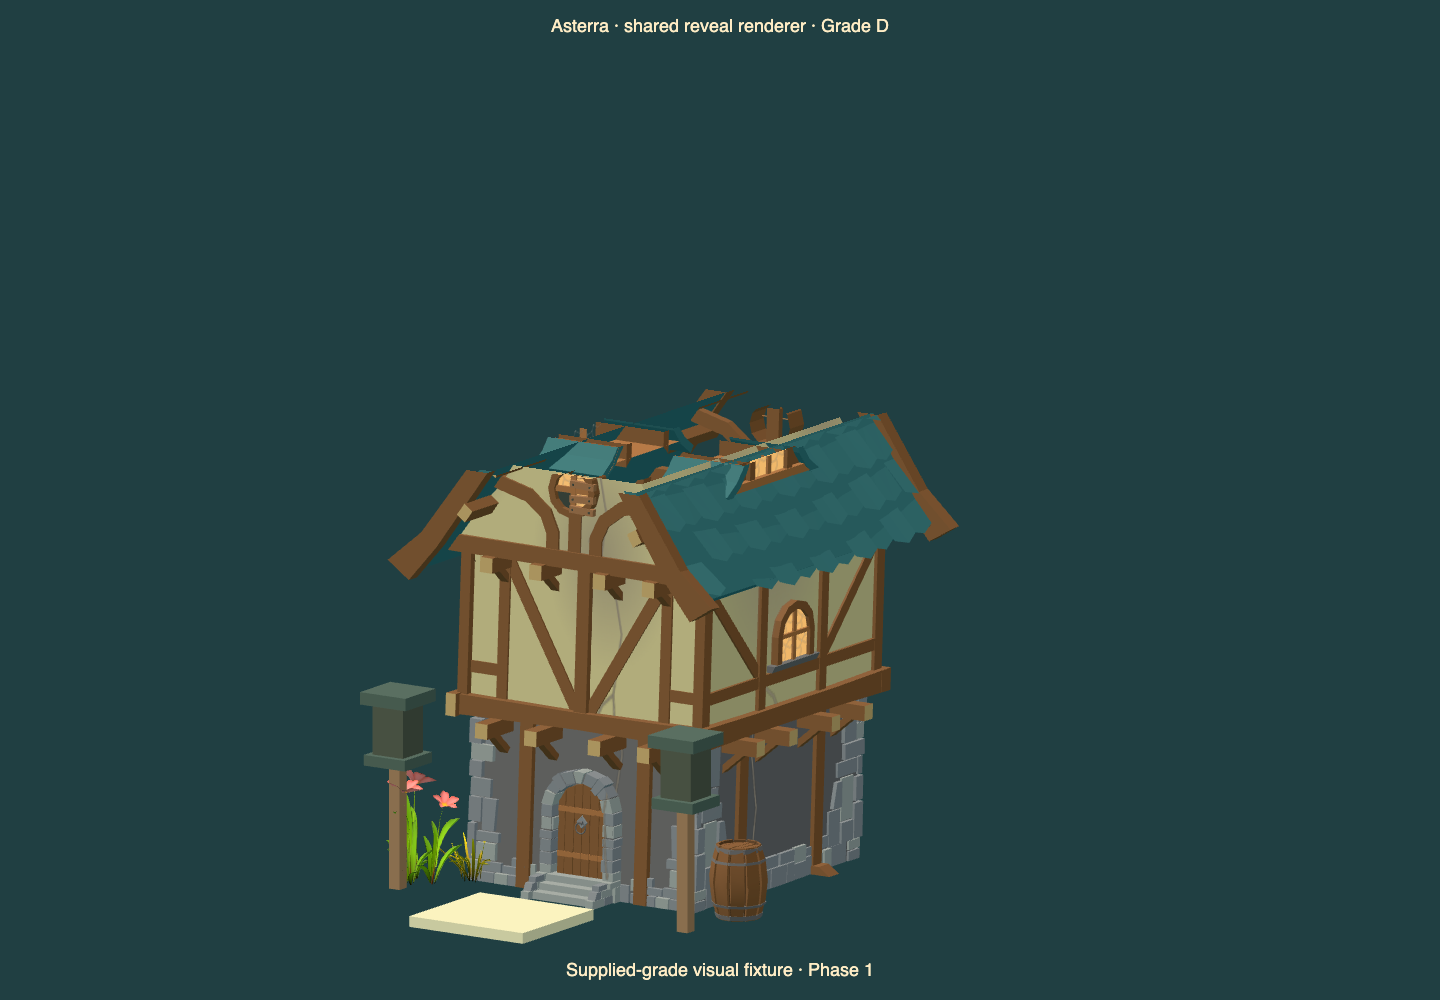 Asterra · shared reveal renderer · Grade D
Supplied-grade visual fixture · Phase 1